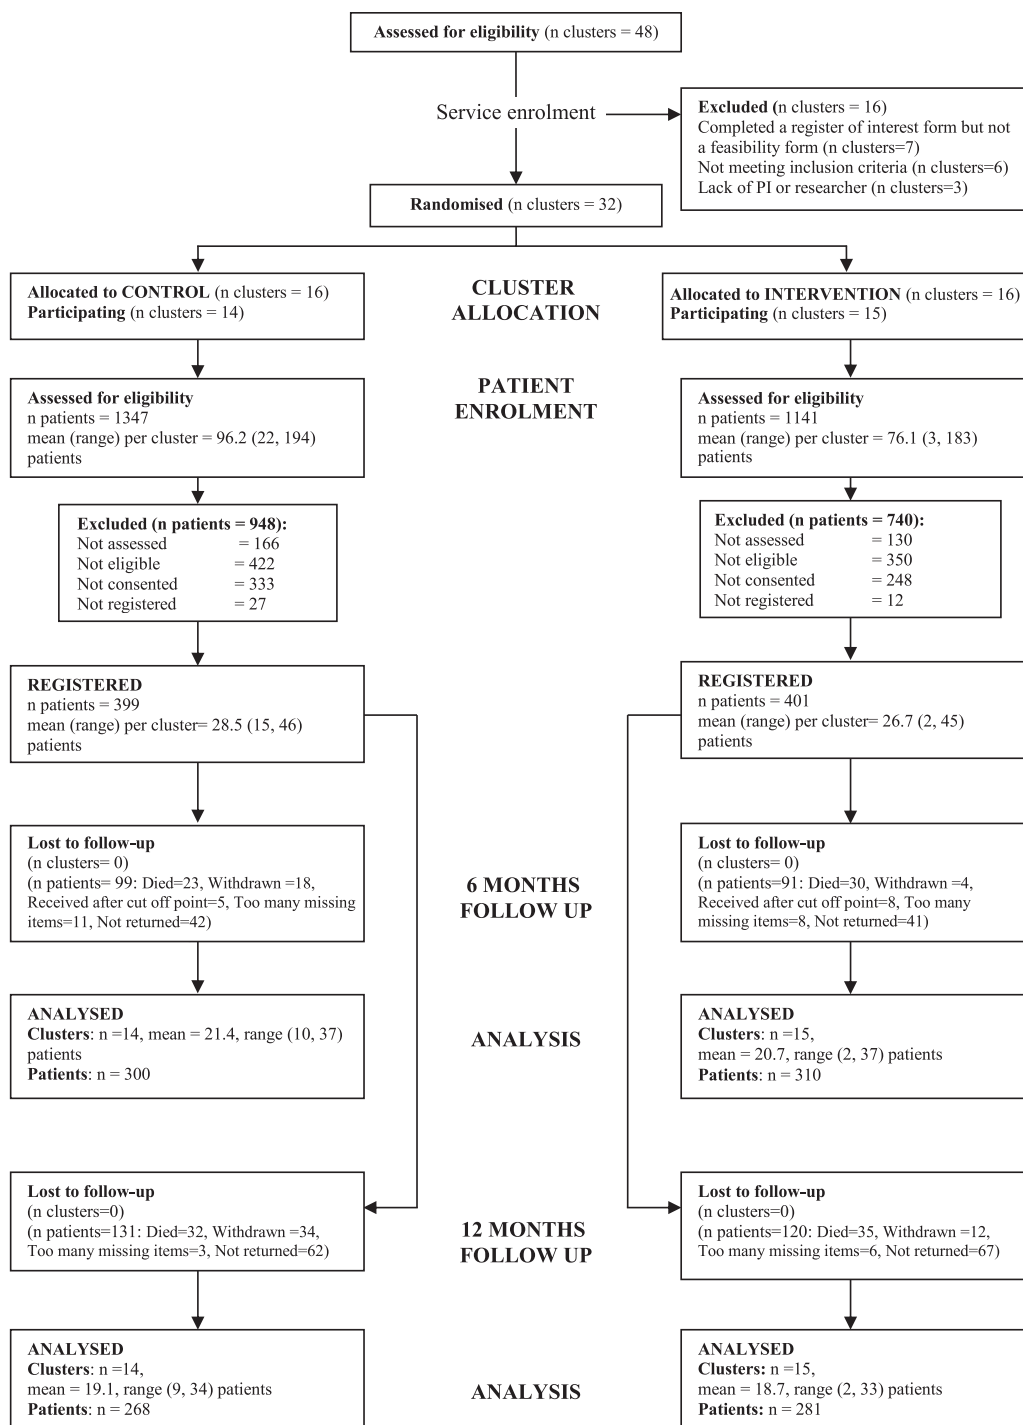 Assessed for eligibility (n clusters = 48)
Service enrolment
Excluded (n clusters = 16)
Completed a register of interest form but not
a feasibility form (n clusters=7)
Not meeting inclusion criteria (n clusters=6)
Lack of PI or researcher (n clusters=3)
Randomised (n clusters = 32)
Allocated to CONTROL (n clusters = 16)
Participating (n clusters = 14)
CLUSTER
ALLOCATION
Allocated to INTERVENTION (n clusters = 16)
Participating (n clusters = 15)
Assessed for eligibility
n patients = 1347
mean (range) per cluster = 96.2 (22, 194)
patients
PATIENT
ENROLMENT
Assessed for eligibility
n patients = 1141
mean (range) per cluster = 76.1 (3, 183)
patients
Excluded (n patients = 948):
Not assessed = 166
Not eligible = 422
Not consented = 333
Not registered = 27
Excluded (n patients = 740):
Not assessed = 130
Not eligible = 350
Not consented = 248
Not registered = 12
REGISTERED
n patients = 399
mean (range) per cluster= 28.5 (15, 46)
patients
REGISTERED
n patients = 401
mean (range) per cluster= 26.7 (2, 45)
patients
Lost to follow-up
(n clusters= 0)
(n patients= 99: Died=23, Withdrawn =18,
Received after cut off point=5, Too many missing
items=11, Not returned=42)
6 MONTHS
FOLLOW UP
Lost to follow-up
(n clusters= 0)
(n patients=91: Died=30, Withdrawn =4,
Received after cut off point=8, Too many
missing items=8, Not returned=41)
ANALYSED
Clusters: n =14, mean = 21.4, range (10, 37)
patients
Patients: n = 300
ANALYSIS
ANALYSED
Clusters: n =15,
mean = 20.7, range (2, 37) patients
Patients: n = 310
Lost to follow-up
(n clusters=0)
(n patients=131: Died=32, Withdrawn =34,
Too many missing items=3, Not returned=62)
12 MONTHS
FOLLOW UP
Lost to follow-up
(n clusters=0)
(n patients=120: Died=35, Withdrawn =12,
Too many missing items=6, Not returned=67)
ANALYSED
Clusters: n =14,
mean = 19.1, range (9, 34) patients
Patients: n = 268
ANALYSIS
ANALYSED
Clusters: n =15,
mean = 18.7, range (2, 33) patients
Patients: n = 281